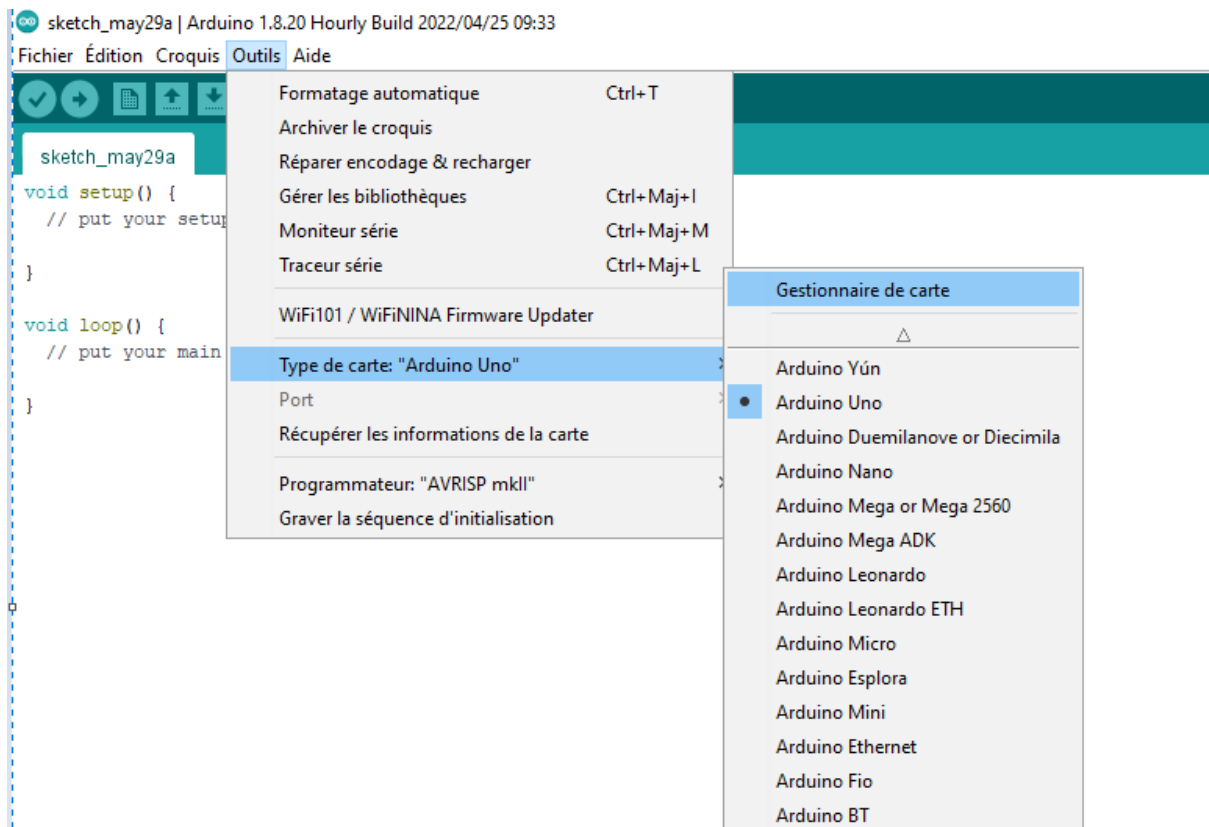 sketch_may29a | Arduino 1.8.20 Hourly Build 2022/04/25 09:33
Fichier Édition Croquis Outils Aide
sketch_may29a
void setup() {
// put your setup
}
void loop() {
// put your main
}
Formatage automatique Ctrl+T
Archiver le croquis
Réparer encodage & recharger
Gérer les bibliothèques Ctrl+Maj+I
Moniteur série Ctrl+Maj+M
Traceur série Ctrl+Maj+L
WiFi101 / WiFiNINA Firmware Updater
Type de carte: "Arduino Uno"
Port
Récupérer les informations de la carte
Programmateur: "AVRISP mkII"
Graver la séquence d'initialisation
Gestionnaire de carte
Arduino Yún
Arduino Uno
Arduino Duemilanove or Diecimila
Arduino Nano
Arduino Mega or Mega 2560
Arduino Mega ADK
Arduino Leonardo
Arduino Leonardo ETH
Arduino Micro
Arduino Esplora
Arduino Mini
Arduino Ethernet
Arduino Fio
Arduino BT